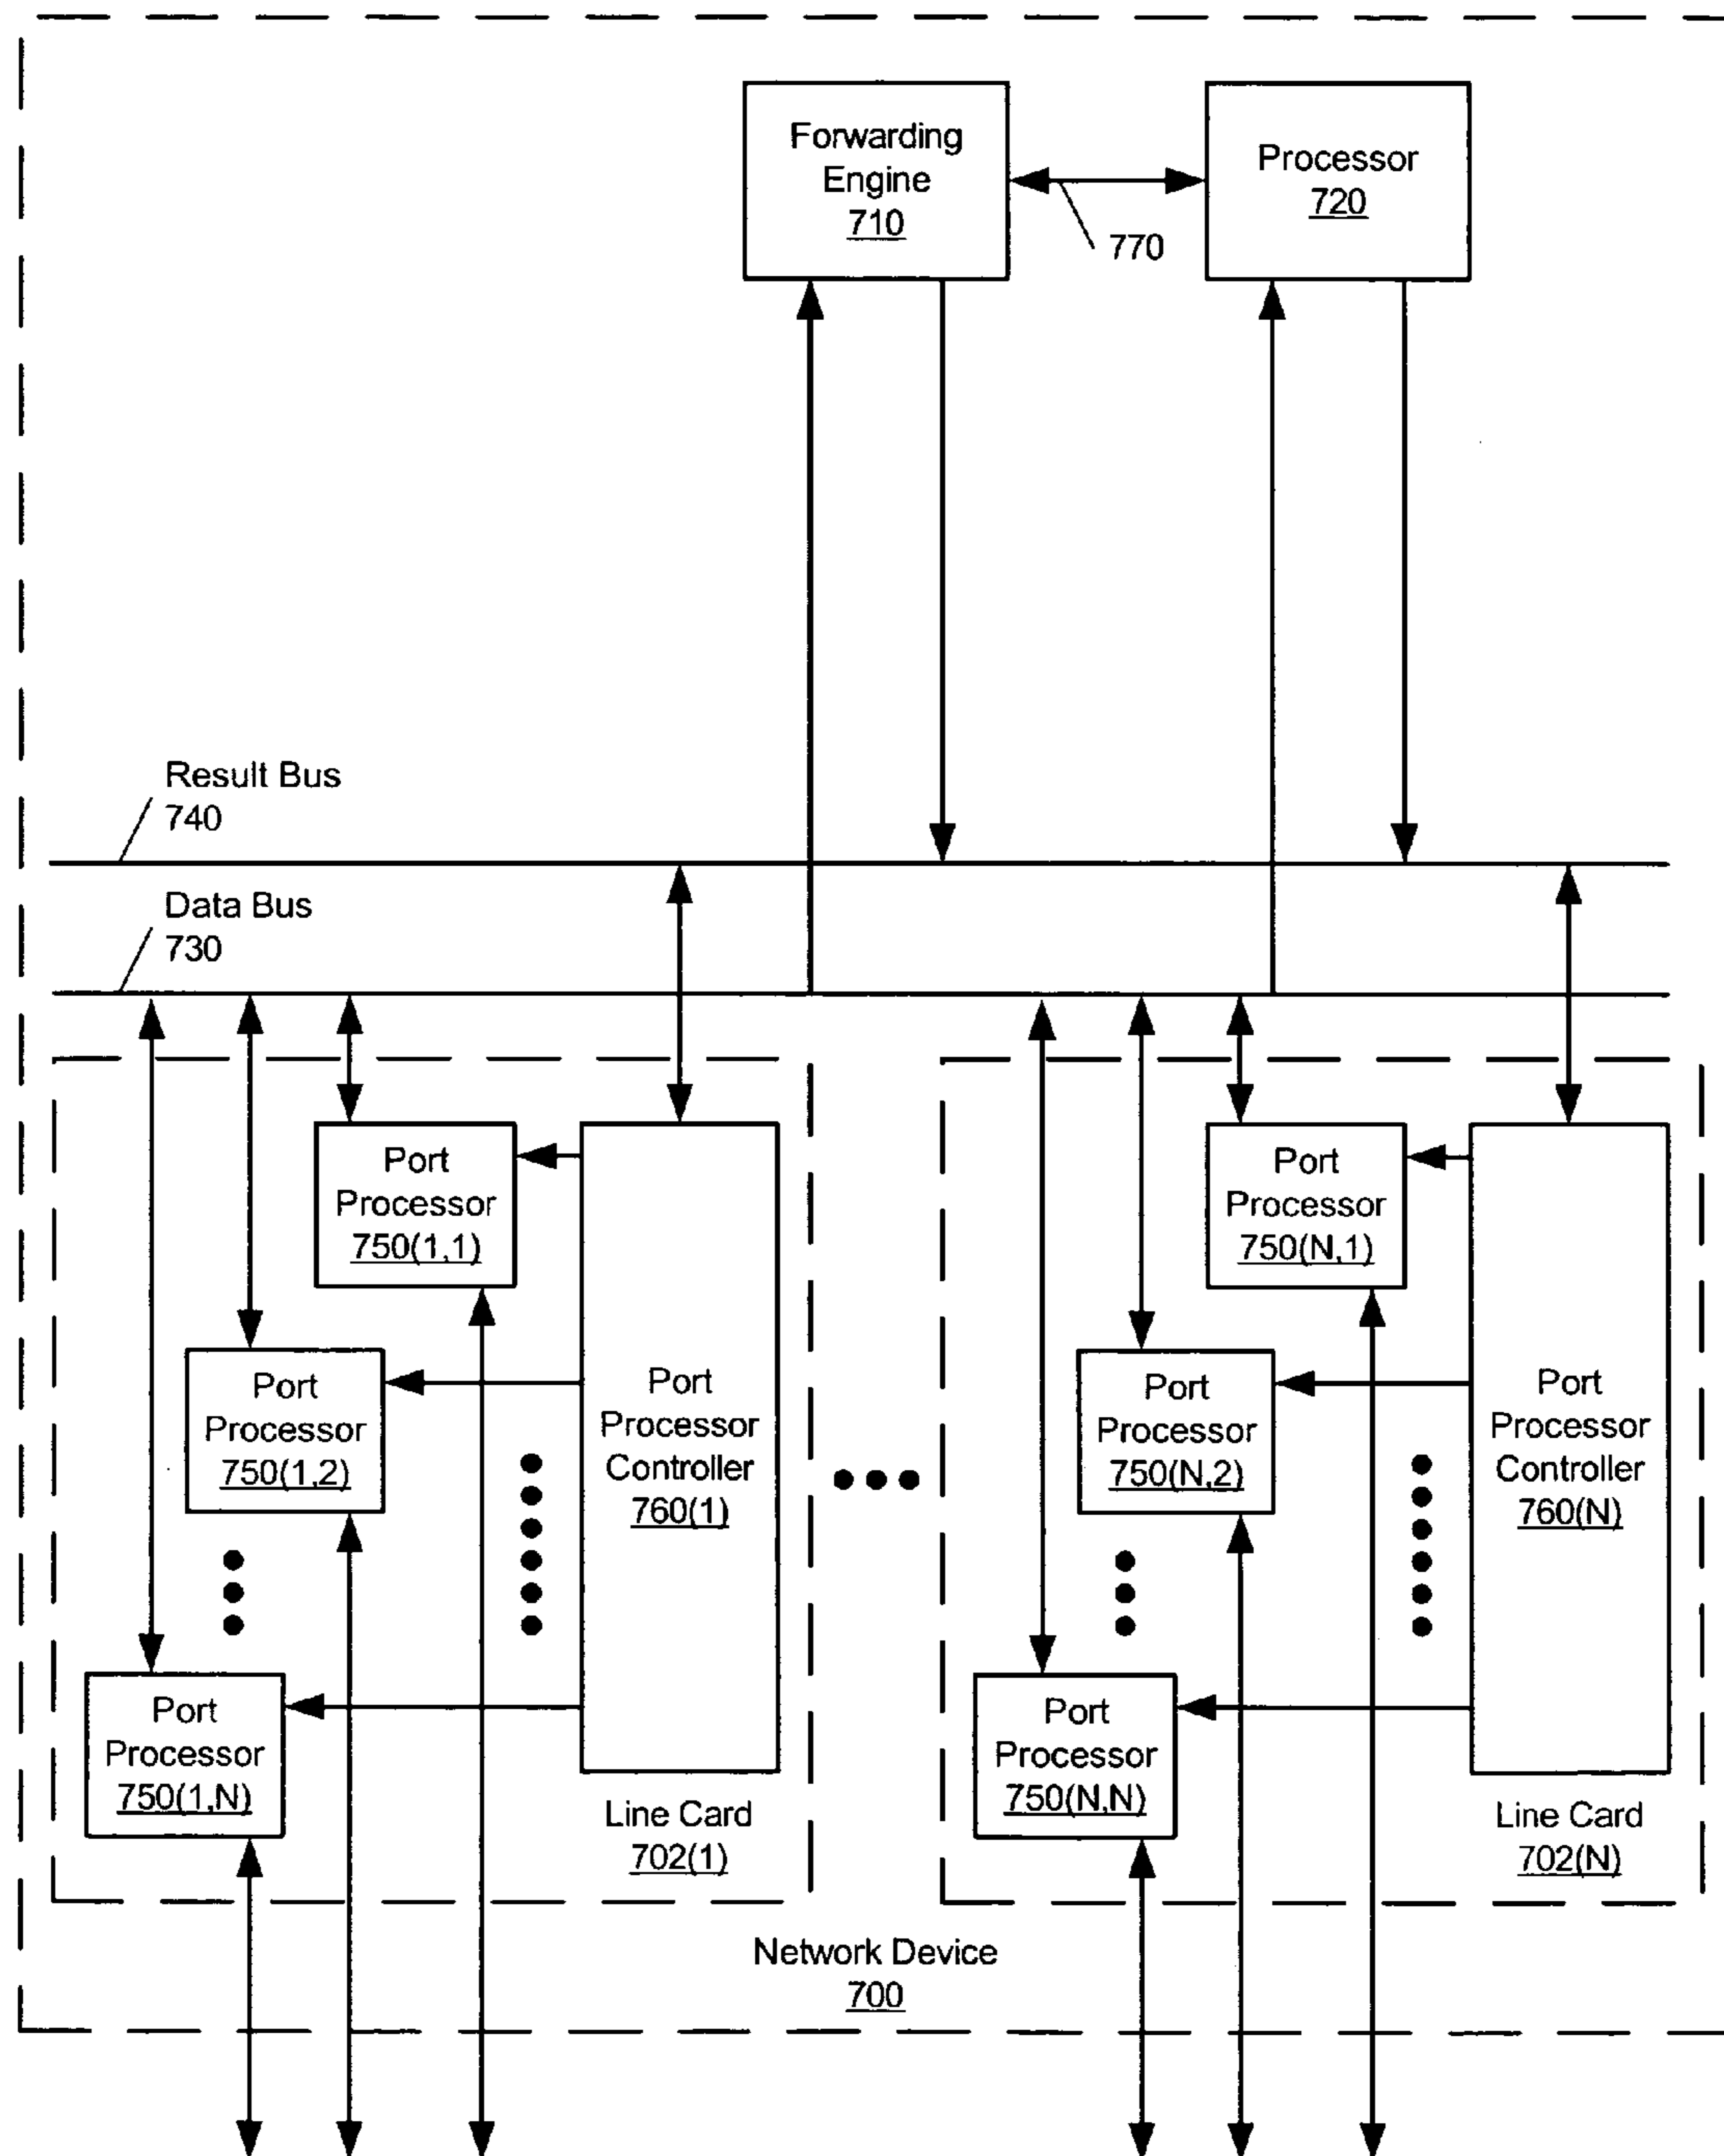 Forwarding
Engine
710
Processor
720
770
Result Bus
740
Data Bus
730
Port
Processor
750(1,1)
Port
Processor
750(1,2)
Port
Processor
750(1,N)
Port
Processor
Controller
760(1)
Line Card
702(1)
Port
Processor
750(N,1)
Port
Processor
750(N,2)
Port
Processor
750(N,N)
Port
Processor
Controller
760(N)
Line Card
702(N)
Network Device
700